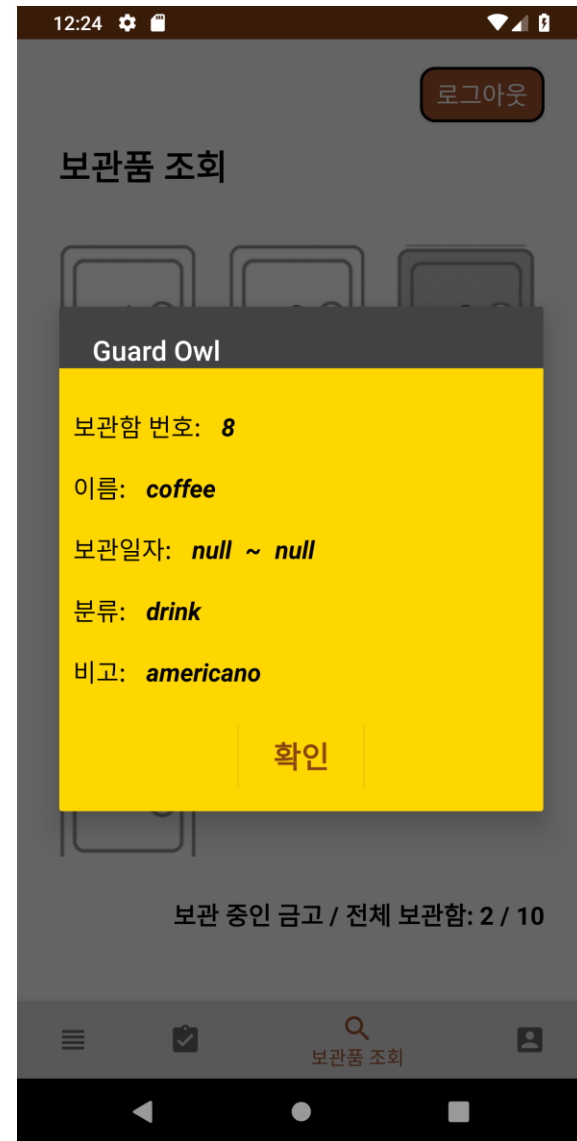 12:24
로그아웃
보관품 조회
Guard Owl
보관함 번호: 8
이름: coffee
보관일자: null ~ null
분류: drink
비고: americano
확인
보관 중인 금고 / 전체 보관함: 2 / 10
보관품 조회